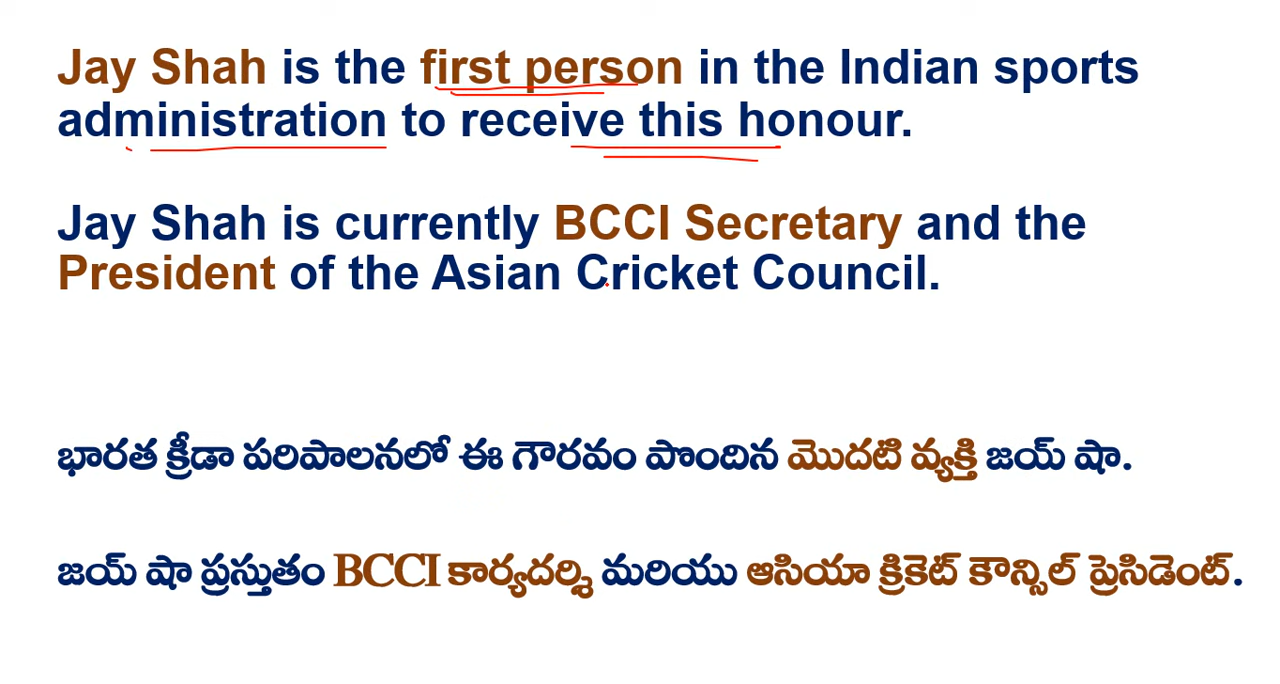 Jay Shah is the first person in the Indian sports
administration to receive this honour.
Jay Shah is currently BCCI Secretary and the
President of the Asian Cricket Council.
భారత క్రీడా పరిపాలనలో ఈ గౌరవం పొందిన మొదటి వ్యక్తి జయ్ షా.
జయ్ షా ప్రస్తుతం BCCI కార్యదర్శి మరియు ఆసియా క్రికెట్ కౌన్సిల్ ప్రెసిడెంట్.